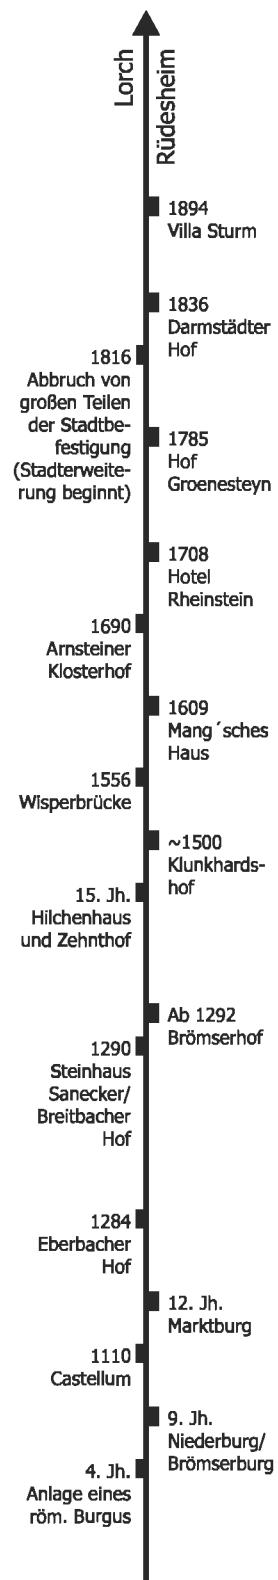 Lorch
Rüdesheim
1894
Villa Sturm
1836
Darmstädter
Hof
1816
Abbruch von
großen Teilen
der Stadtbe-
festigung
(Stadterweite-
rung beginnt)
1785
Hof
Groenesteyn
1708
Hotel
Rheinstein
1690
Arnsteiner
Klosterhof
1609
Mang´sches
Haus
1556
Wisperbrücke
~1500
Klunkhards-
hof
15. Jh.
Hilchenhaus
und Zehnthof
Ab 1292
Brömserhof
1290
Steinhaus
Sanecker/
Breitbacher
Hof
1284
Eberbacher
Hof
12. Jh.
Marktburg
1110
Castellum
9. Jh.
Niederburg/
Brömserburg
4. Jh.
Anlage eines
röm. Burgus